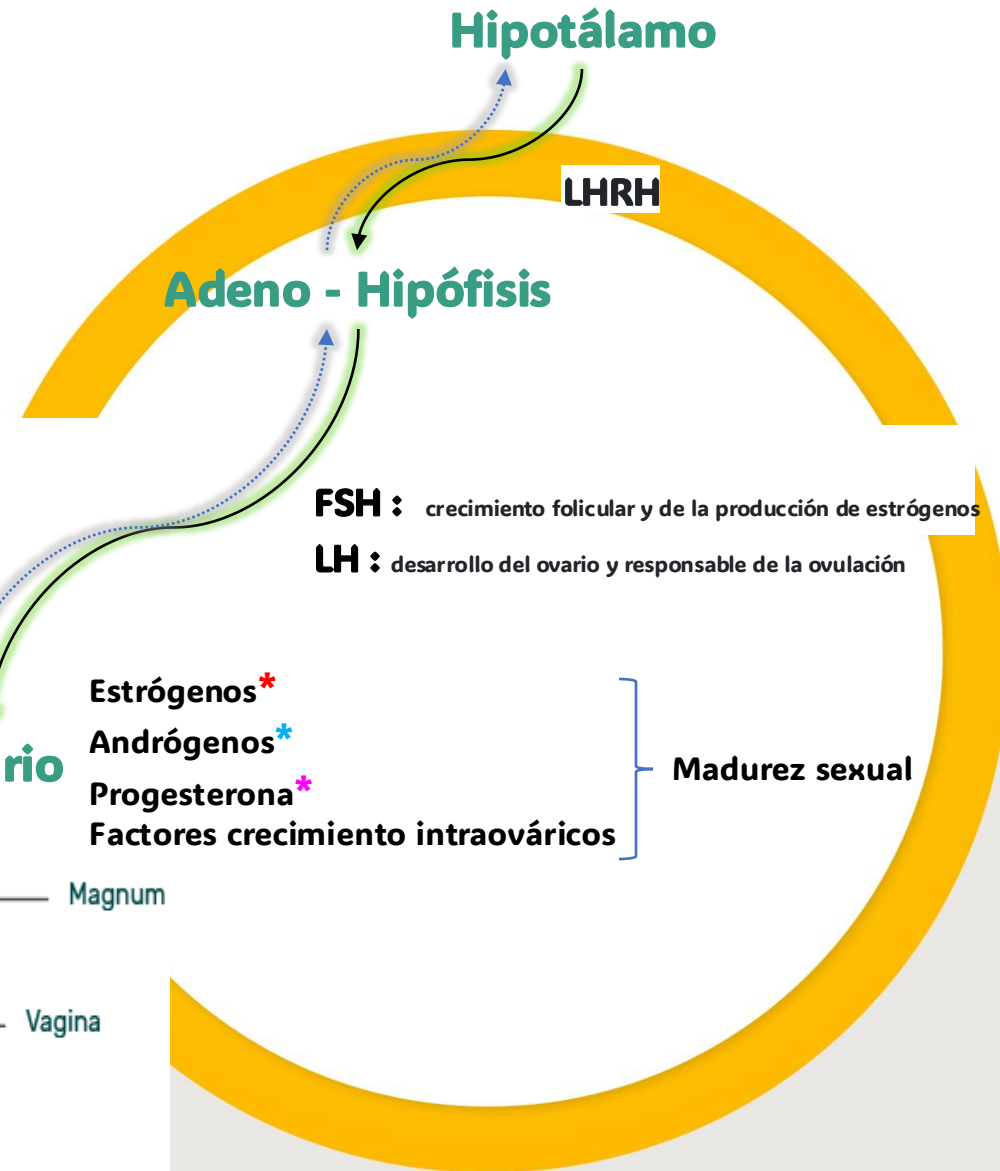 Hipotálamo
LHRH
Adeno - Hipófisis
FSH : crecimiento folicular y de la producción de estrógenos
LH : desarrollo del ovario y responsable de la ovulación
Estrógenos*
Andrógenos*
rio
Progesterona*
Factores crecimiento intraováricos
Madurez sexual
Magnum
Vagina